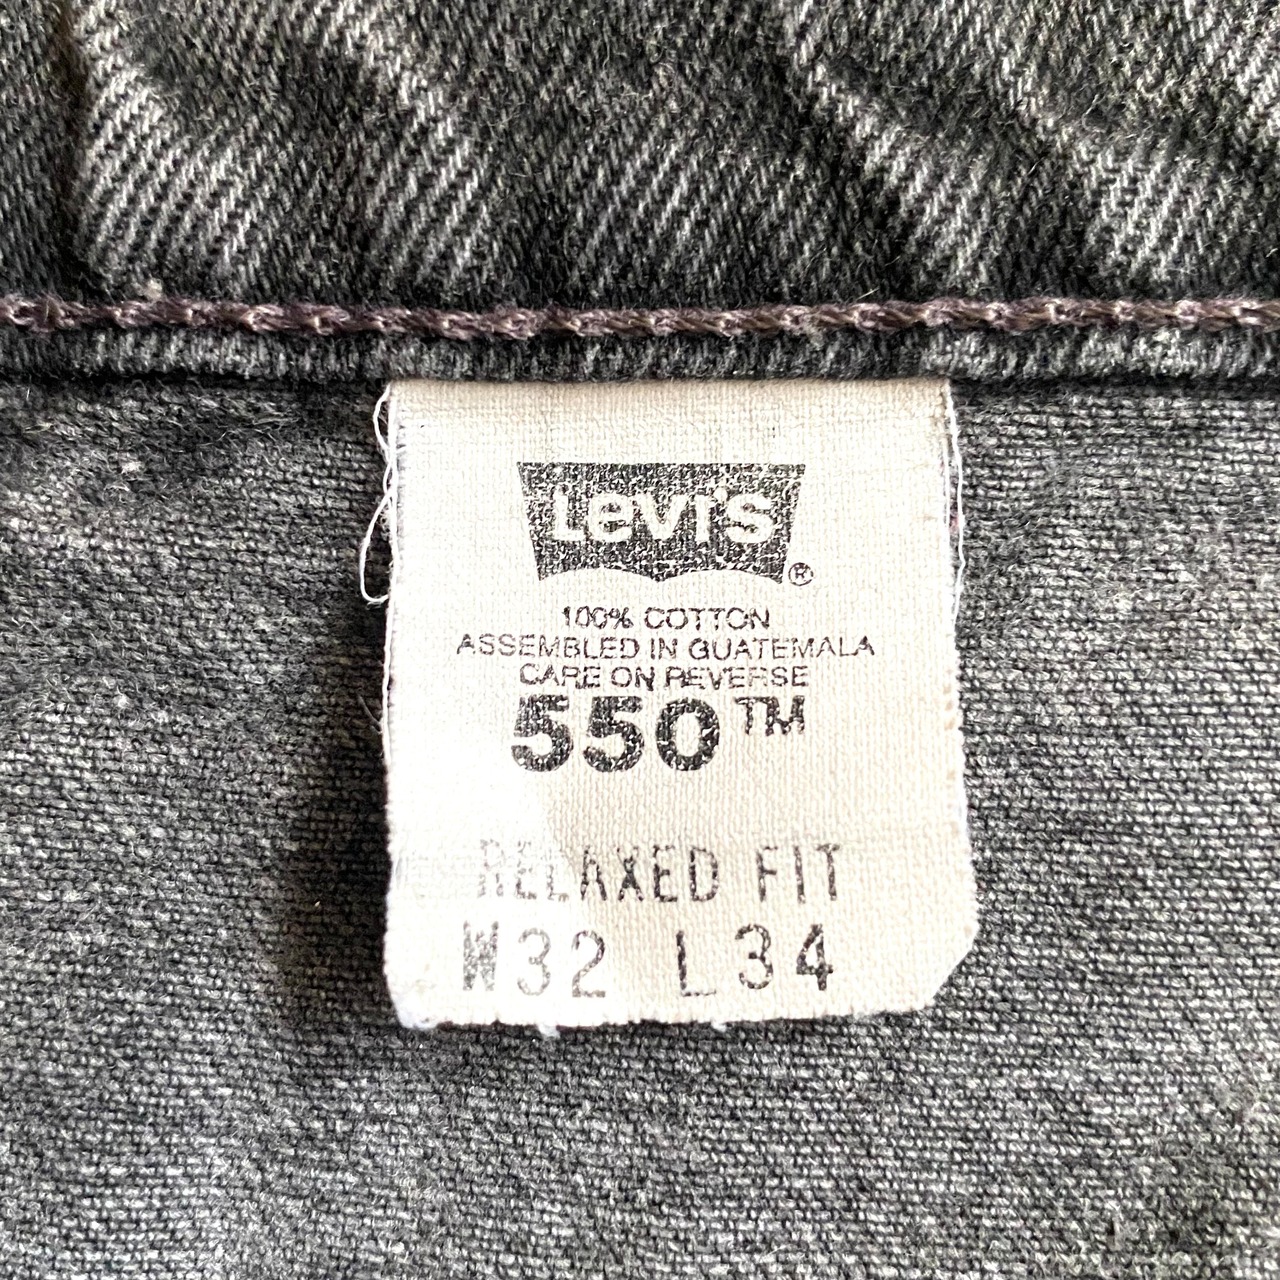 Levi's
®
100% COTTON
ASSEMBLED IN GUATEMALA
CARE ON REVERSE
550™
RELAXED FIT
W32 L34